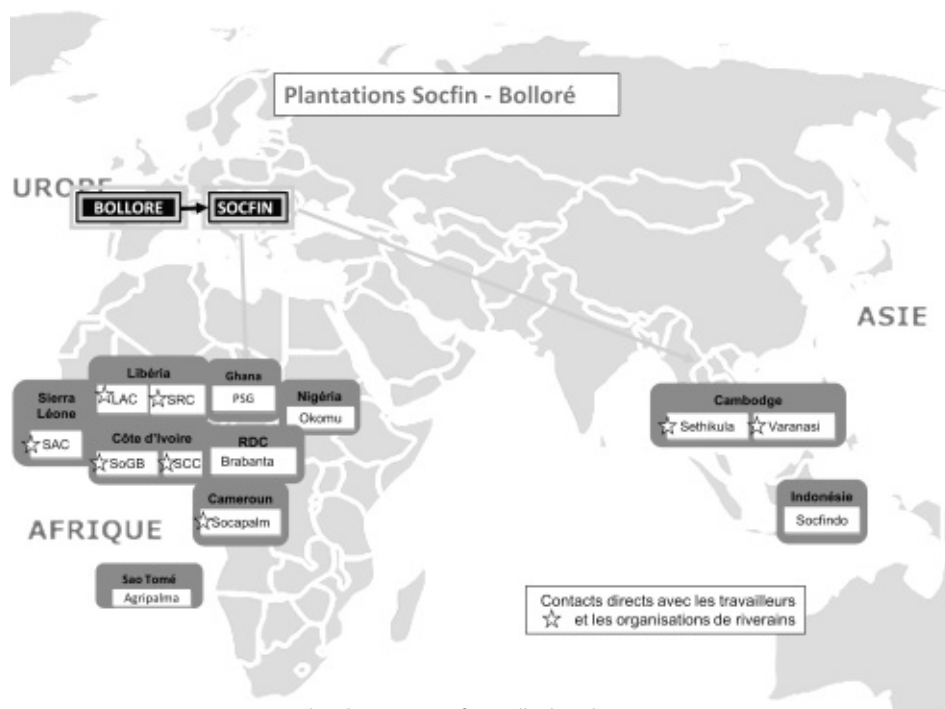 Plantations Socfin - Bolloré
UROPE
BOLLORE
SOCFIN
ASIE
Sierra
Léone
SAC
Libéria
LAC
SRC
Ghana
PSG
Nigéria
Okomu
Côte d'Ivoire
SoGB
SCC
RDC
Brabanta
Cameroun
Socapalm
AFRIQUE
Sao Tomé
Agripalma
Cambodge
Sethikula
Varanasi
Indonésie
Socfindo
Contacts directs avec les travailleurs
et les organisations de riverains